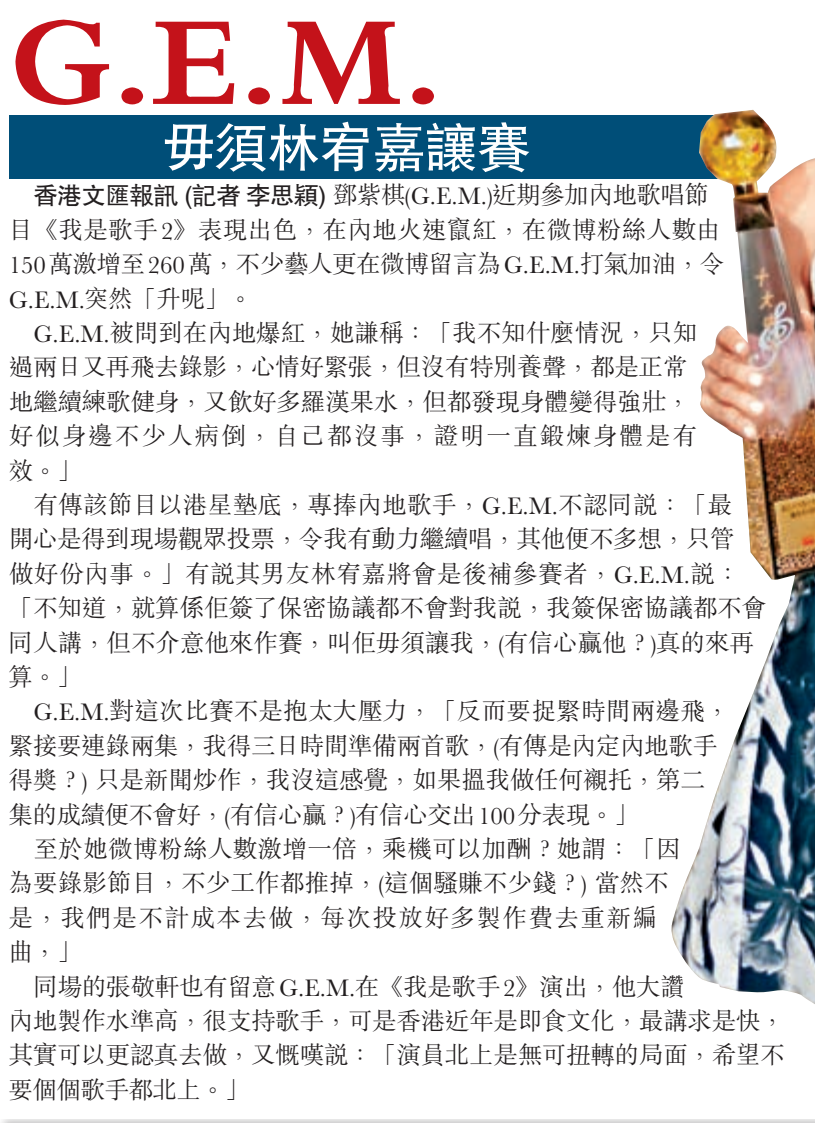 G.E.M.
毋須林宥嘉讓賽
香港文匯報訊 (記者 李思穎) 鄧紫棋(G.E.M.)近期參加內地歌唱節
目《我是歌手2》表現出色，在內地火速竄紅，在微博粉絲人數由
150萬激增至260萬，不少藝人更在微博留言為G.E.M.打氣加油，令
G.E.M.突然「升呢」。
G.E.M.被問到在內地爆紅，她謙稱：「我不知什麼情況，只知
過兩日又再飛去錄影，心情好緊張，但沒有特別養聲，都是正常
地繼續練歌健身，又飲好多羅漢果水，但都發現身體變得強壯，
好似身邊不少人病倒，自己都沒事，證明一直鍛煉身體是有
效。」
有傳該節目以港星墊底，專捧內地歌手，G.E.M.不認同説：「最
開心是得到現場觀眾投票，令我有動力繼續唱，其他便不多想，只管
做好份內事。」有説其男友林宥嘉將會是後補參賽者，G.E.M.説：
「不知道，就算係佢簽了保密協議都不會對我説，我簽保密協議都不會
同人講，但不介意他來作賽，叫佢毋須讓我，(有信心贏他？)真的來再
算。」
G.E.M.對這次比賽不是抱太大壓力，「反而要捉緊時間兩邊飛，
緊接要連錄兩集，我得三日時間準備兩首歌，(有傳是內定內地歌手
得獎？) 只是新聞炒作，我沒這感覺，如果搵我做任何襯托，第二
集的成績便不會好，(有信心贏？)有信心交出100分表現。」
至於她微博粉絲人數激增一倍，乘機可以加酬？她謂：「因
為要錄影節目，不少工作都推掉，(這個騷賺不少錢？) 當然不
是，我們是不計成本去做，每次投放好多製作費去重新編
曲，」
同場的張敬軒也有留意G.E.M.在《我是歌手2》演出，他大讚
內地製作水準高，很支持歌手，可是香港近年是即食文化，最講求是快，
其實可以更認真去做，又慨嘆説：「演員北上是無可扭轉的局面，希望不
要個個歌手都北上。」
十大